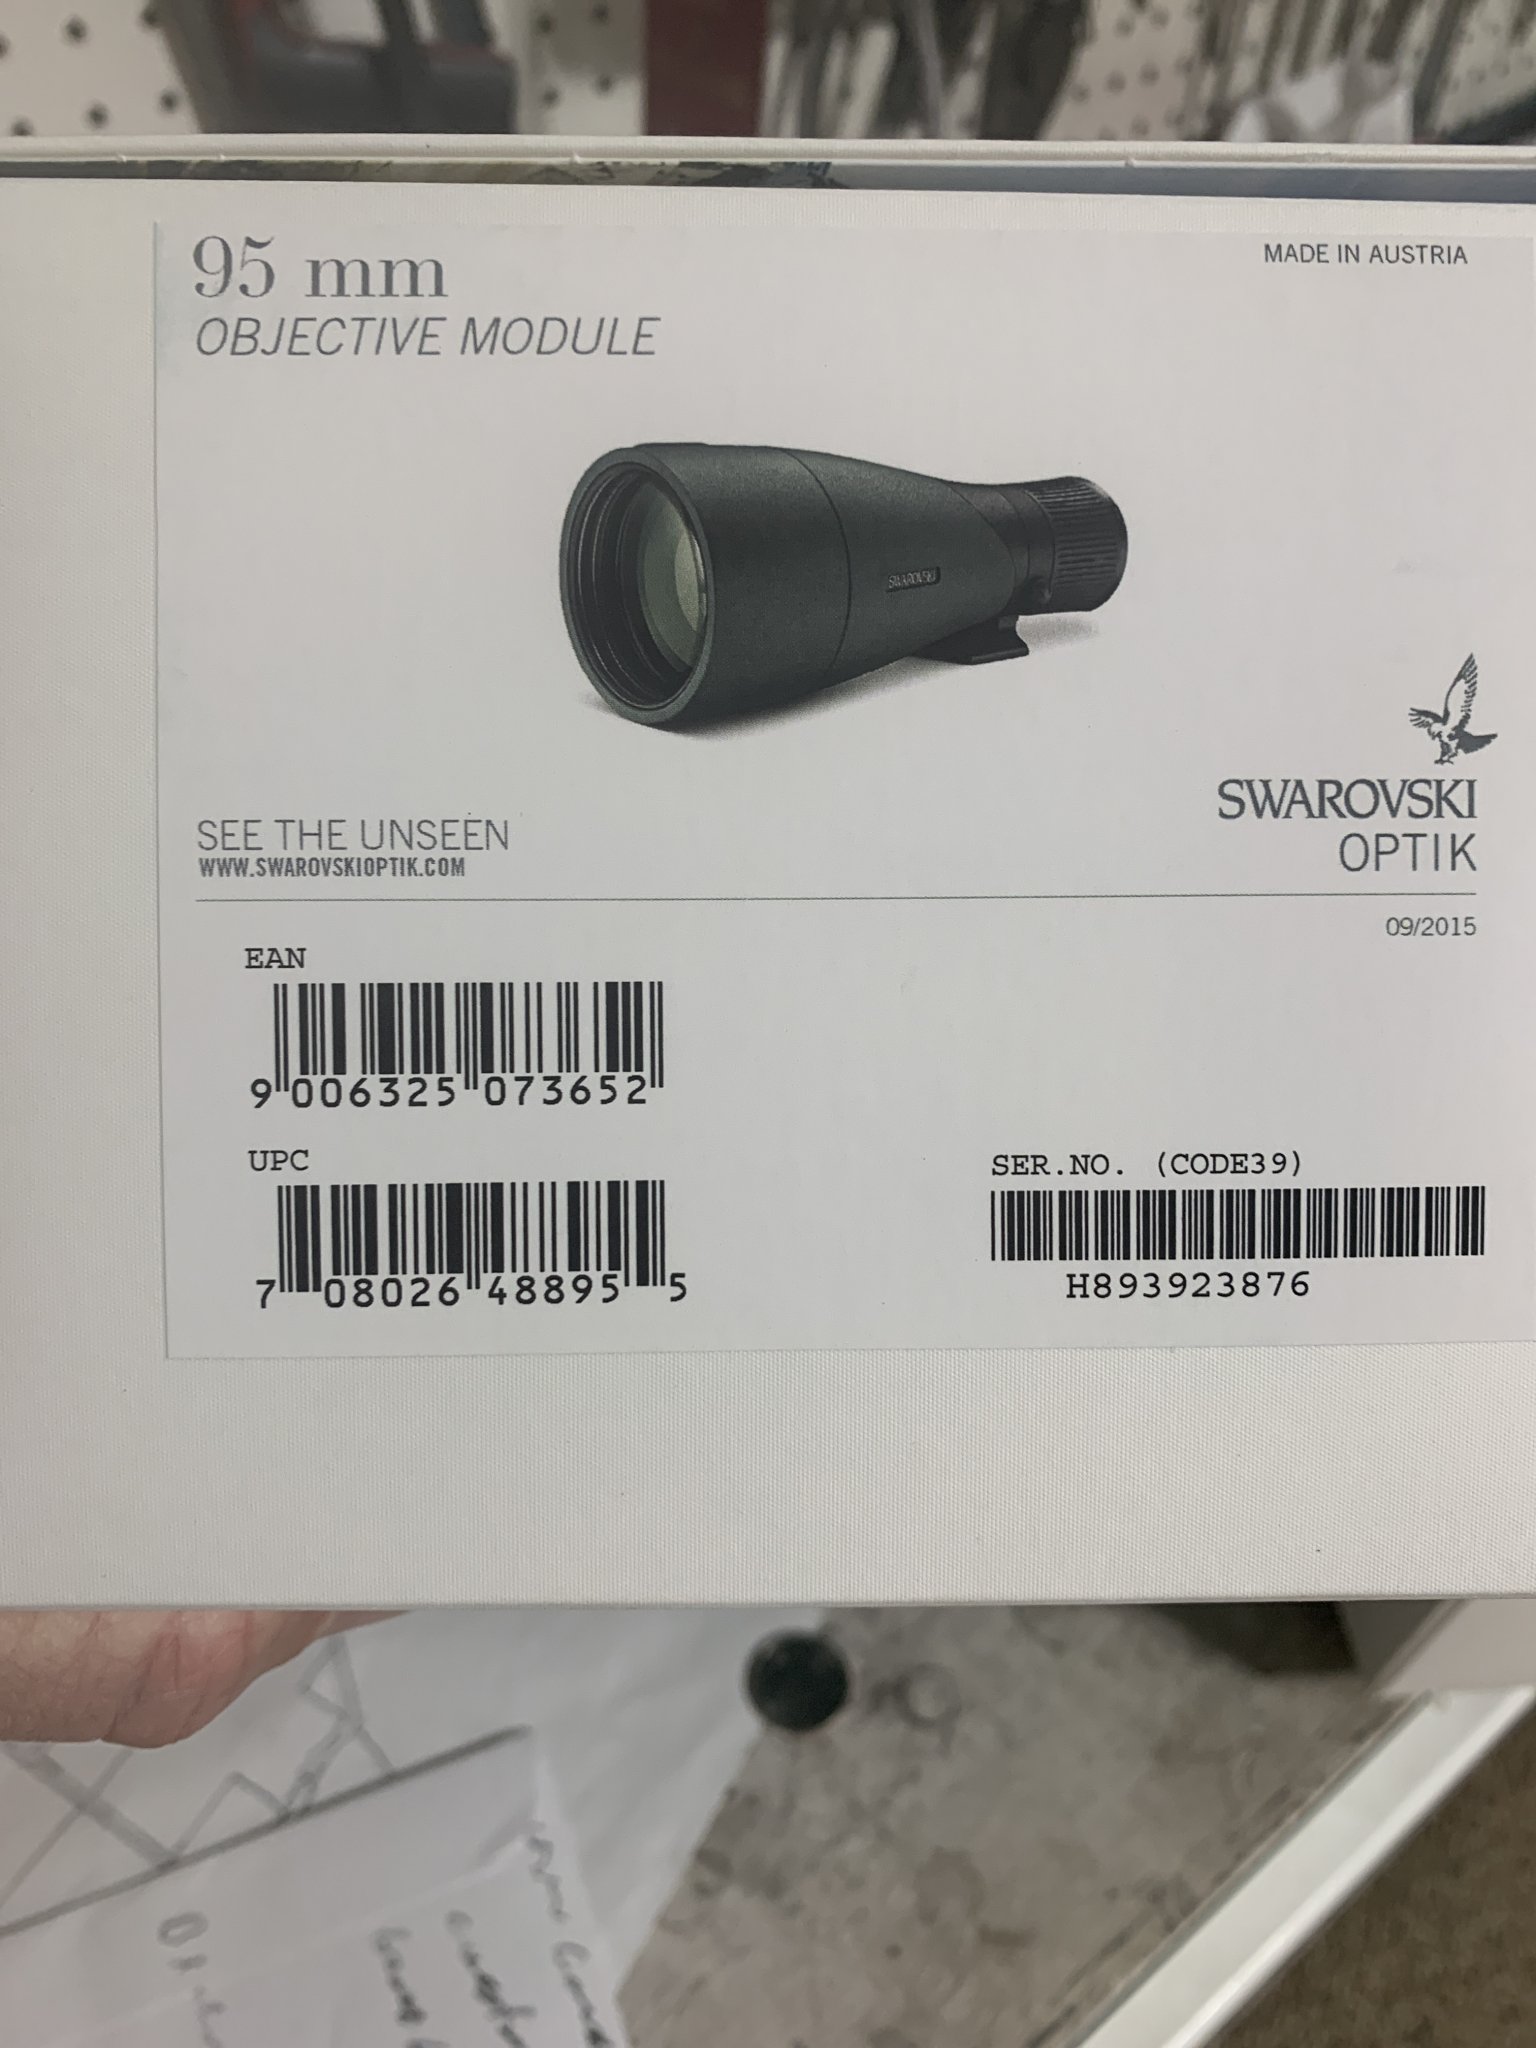 95 mm
OBJECTIVE MODULE
MADE IN AUSTRIA
SWAROVSKI
SEE THE UNSEEN
WWW.SWAROVSKIOPTIK.COM
SWAROVSKI
OPTIK
09/2015
EAN
9 006325 073652
UPC
7 08026 48895 5
SER.NO. (CODE39)
H893923876